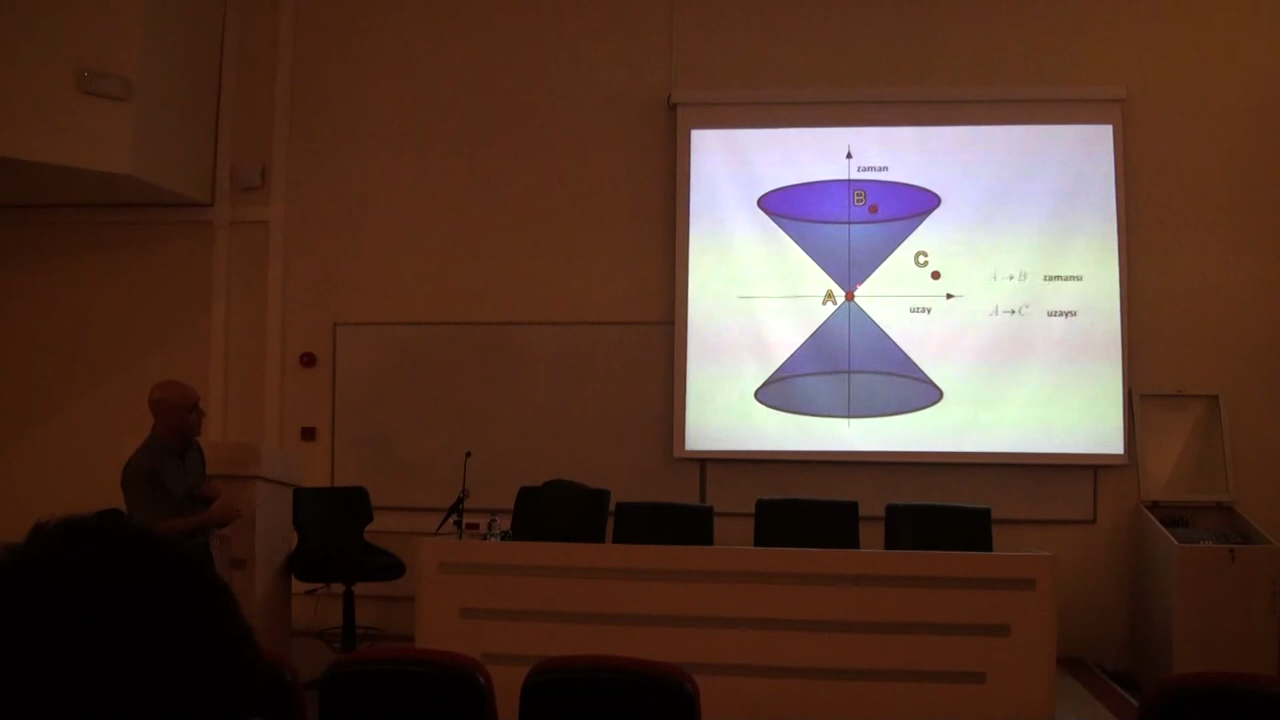 zaman
B
C
A → B zamansı
A
uzay
A → C uzaysı